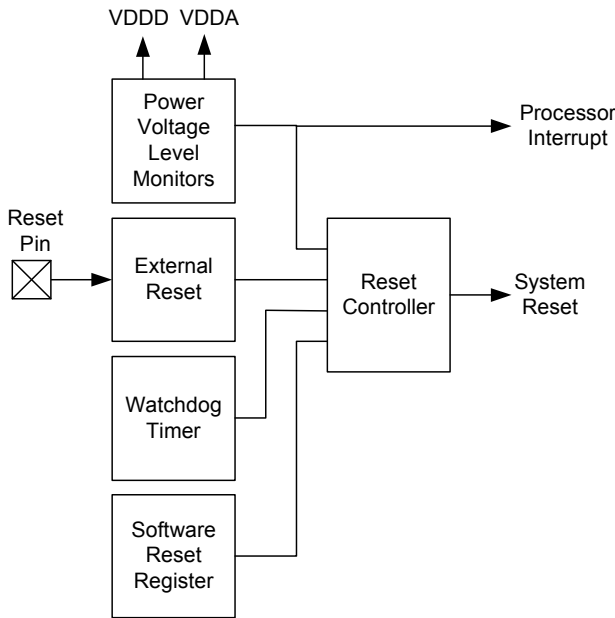 VDDD VDDA
Power
Voltage
Level
Monitors
Processor
Interrupt
Reset
Pin
External
Reset
Reset
Controller
System
Reset
Watchdog
Timer
Software
Reset
Register